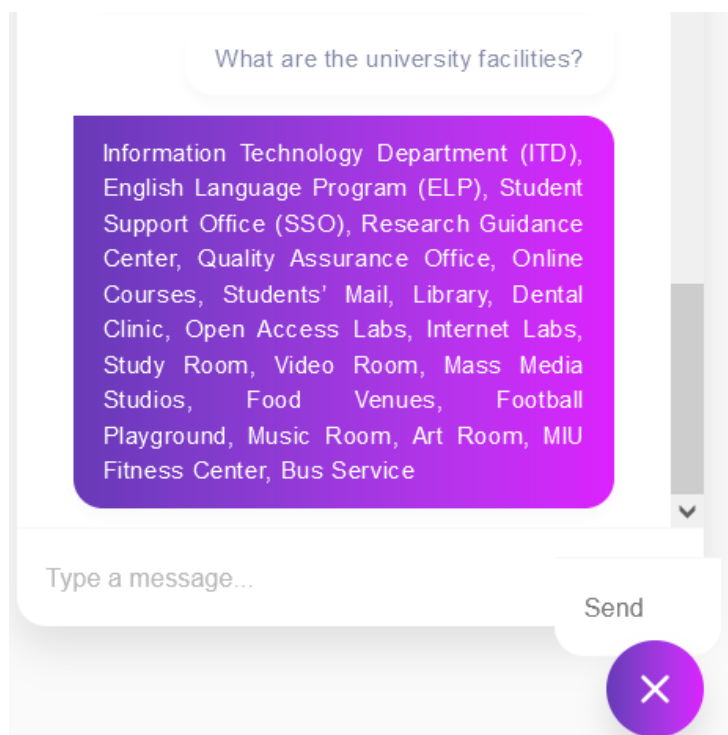 What are the university facilities?
Information Technology Department (ITD),
English Language Program (ELP), Student
Support Office (SSO), Research Guidance
Center, Quality Assurance Office, Online
Courses, Students’ Mail, Library, Dental
Clinic, Open Access Labs, Internet Labs,
Study Room, Video Room, Mass Media
Studios, Food Venues, Football
Playground, Music Room, Art Room, MIU
Fitness Center, Bus Service
Type a message...
Send